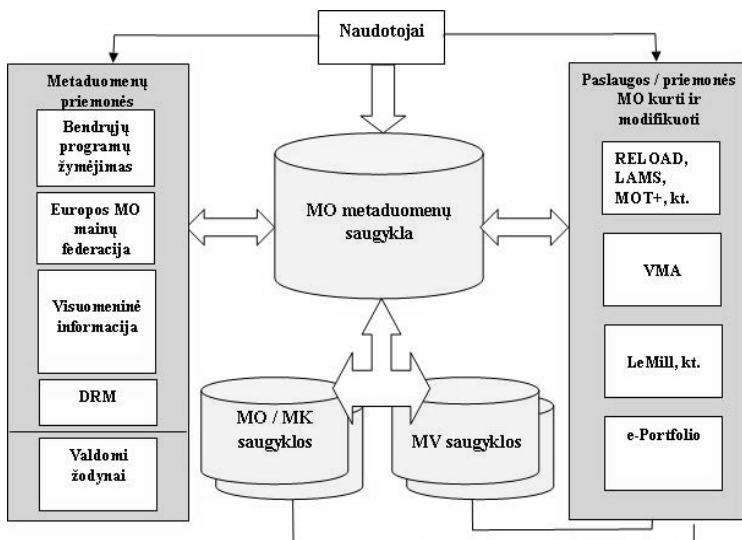 Naudotojai
Metaduomenų
priemonės
Bendrųjų
programų
žymėjimas
Europos MO
mainų
federacija
Visuomeninė
informacija
DRM
Valdomi
žodynai
MO metaduomenų
saugykla
MO / MK
saugyklos
MV saugyklos
Paslaugos / priemonės
MO kurti ir
modifikuoti
RELOAD,
LAMS,
MOT+, kt.
VMA
LeMill, kt.
e-Portfolio